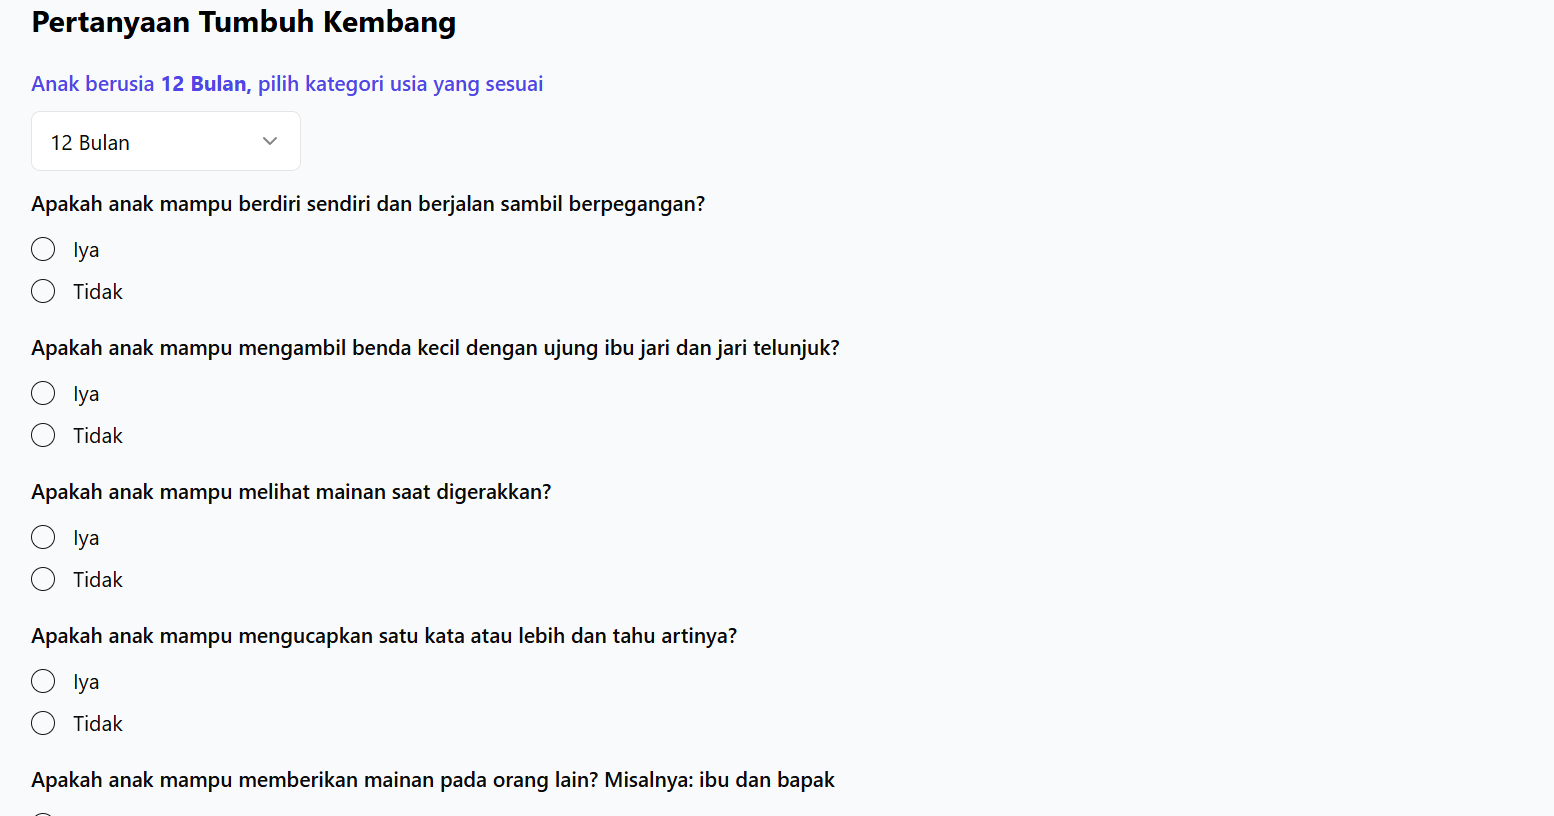 Pertanyaan Tumbuh Kembang
Anak berusia 12 Bulan, pilih kategori usia yang sesuai
12 Bulan
Apakah anak mampu berdiri sendiri dan berjalan sambil berpegangan?
Iya
Tidak
Apakah anak mampu mengambil benda kecil dengan ujung ibu jari dan jari telunjuk?
Iya
Tidak
Apakah anak mampu melihat mainan saat digerakkan?
Iya
Tidak
Apakah anak mampu mengucapkan satu kata atau lebih dan tahu artinya?
Iya
Tidak
Apakah anak mampu memberikan mainan pada orang lain? Misalnya: ibu dan bapak